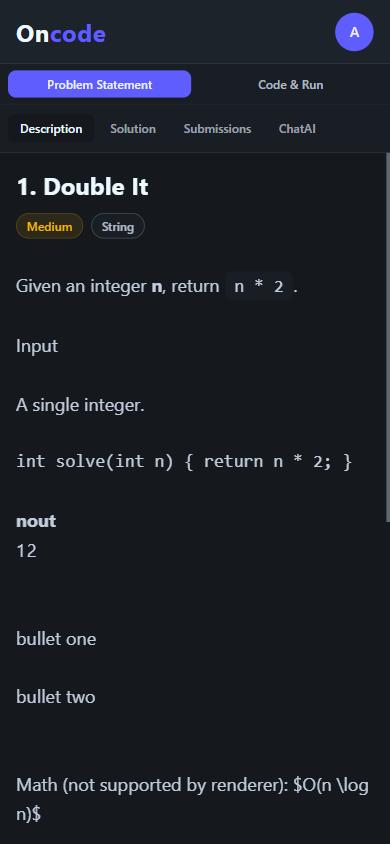 Oncode
A
Problem Statement
Code & Run
Description
Solution
Submissions
ChatAI
1. Double It
Medium
String
Given an integer n, return n * 2 .
Input
A single integer.
int solve(int n) { return n * 2; }
nout
12
bullet one
bullet two
Math (not supported by renderer): $O(n \log
n)$